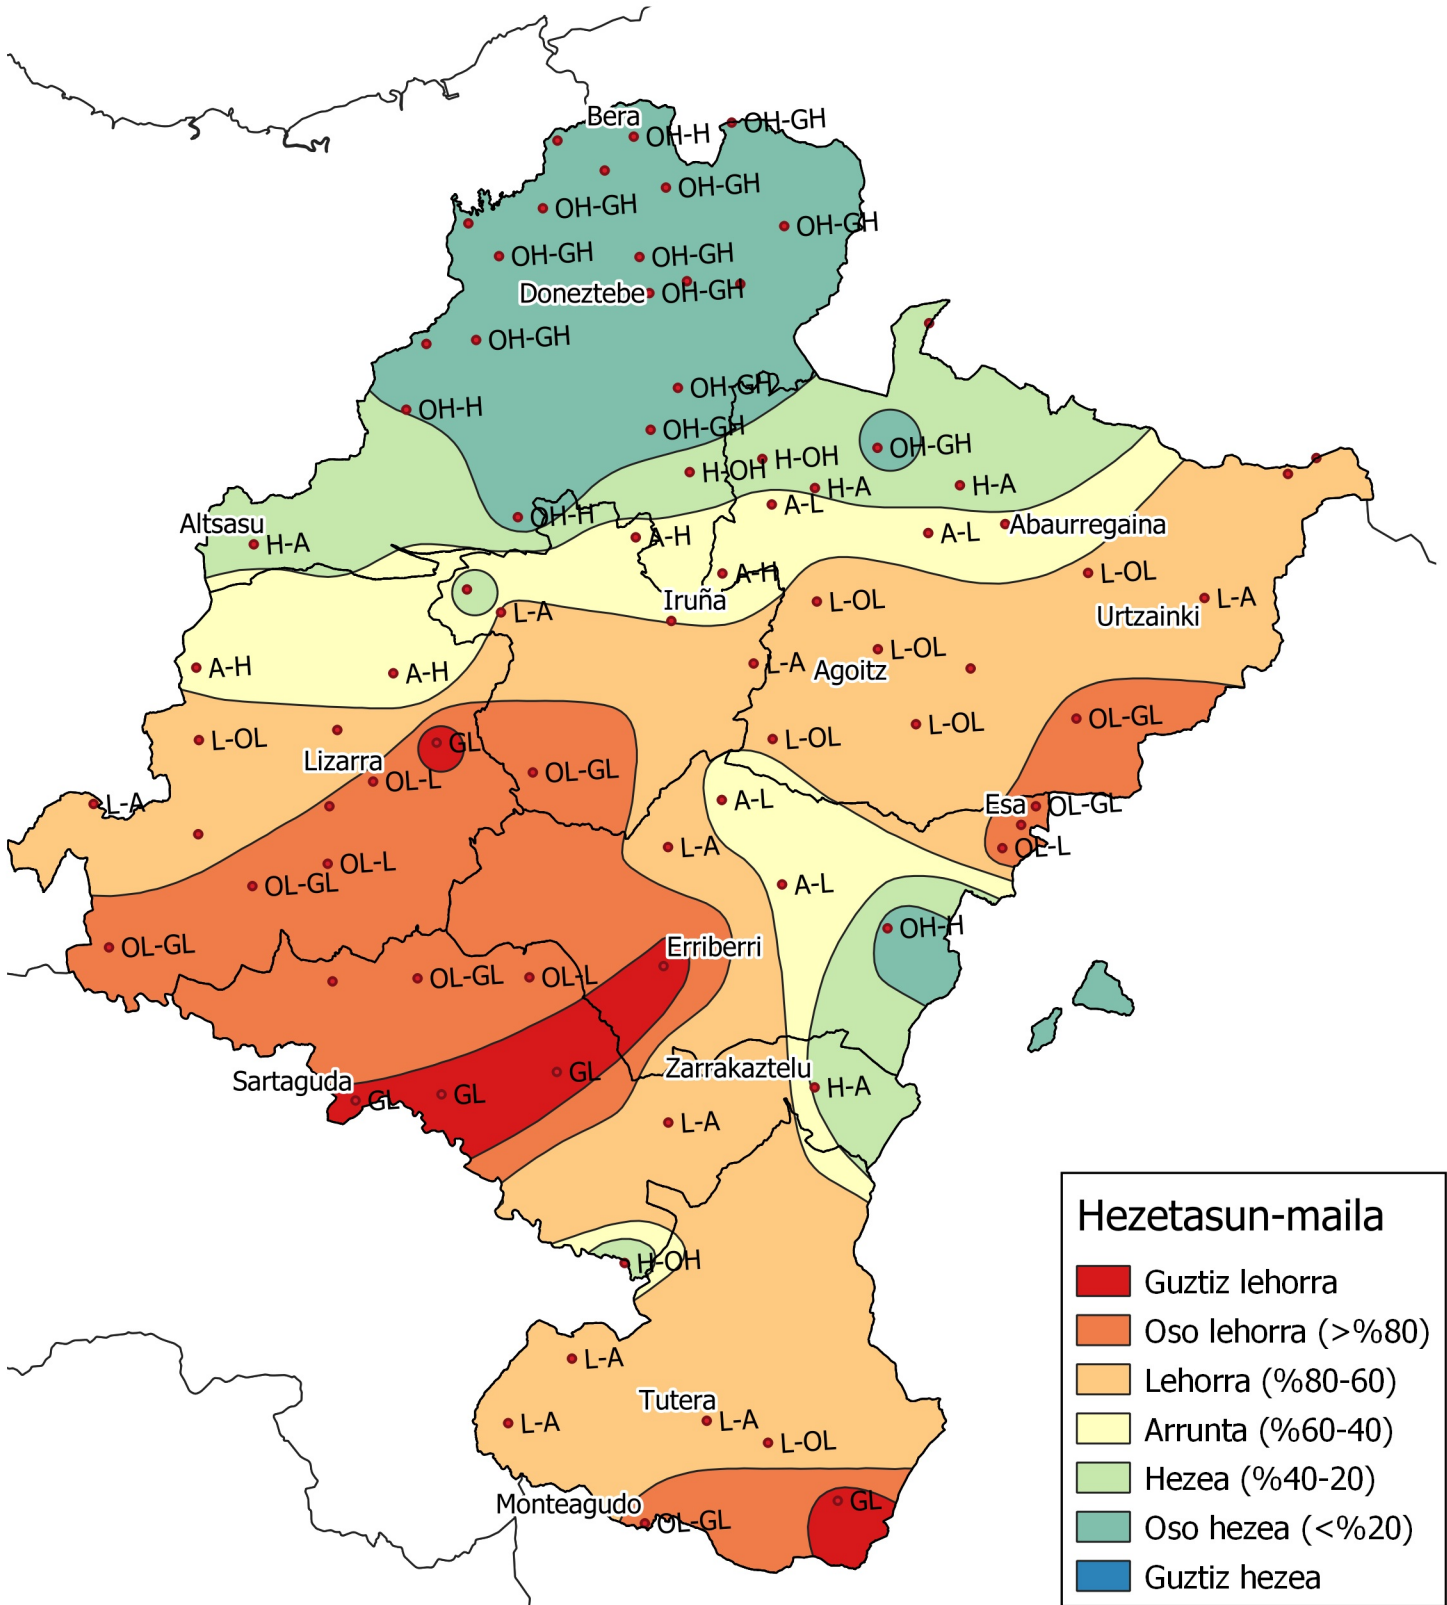 Bera
OH-H
OH-GH
OH-GH
OH-GH
OH-GH
OH-GH
OH-GH
Doneztebe
OH-GH
OH-GH
OH-GH
OH-H
OH-GH
OH-GH
H-OH
H-OH
H-A
H-A
A-L
OH-H
Altsasu
H-A
A-H
A-L
Abaurregaina
A-H
Iruña
L-A
L-OL
L-OL
Urtzainki
L-A
A-H
A-H
L-A
Agoitz
L-OL
L-OL
Lizarra
GL
OL-L
OL-GL
L-OL
L-OL
OL-GL
L-A
A-L
Esa
OL-GL
OL-L
L-A
OL-L
OL-GL
A-L
OL-GL
Erriberri
OH-H
OL-GL
OL-L
Sartaguda
GL
GL
GL
Zarrakaztelu
H-A
L-A
H-OH
L-A
Tutera
L-A
L-A
L-OL
Monteagudo
OL-GL
GL
Hezetasun-maila
Guztiz lehorra
Oso lehorra (>%80)
Lehorra (%80-60)
Arrunta (%60-40)
Hezea (%40-20)
Oso hezea (<%20)
Guztiz hezea